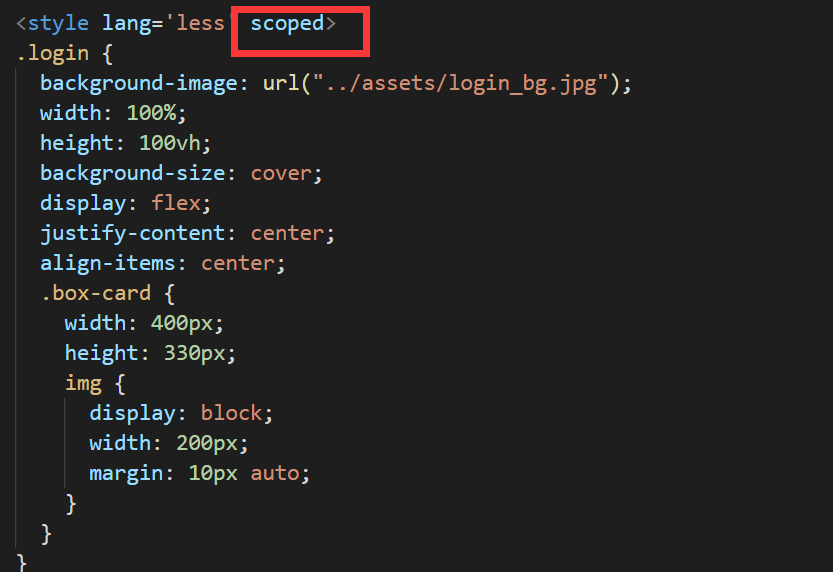 <style lang='less' scoped>
.login {
background-image: url("../assets/login_bg.jpg");
width: 100%;
height: 100vh;
background-size: cover;
display: flex;
justify-content: center;
align-items: center;
.box-card {
width: 400px;
height: 330px;
img {
display: block;
width: 200px;
margin: 10px auto;
}
}
}